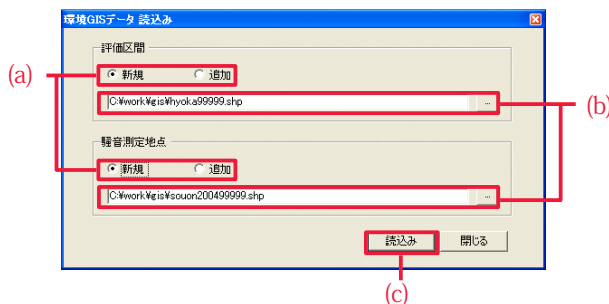 環境GISデータ 読込み
評価区間
(a)
新規 追加
C:¥work¥gis¥hyoka99999.shp ...
(b)
騒音測定地点
新規 追加
C:¥work¥gis¥souon200499999.shp ...
読込み 閉じる
(c)